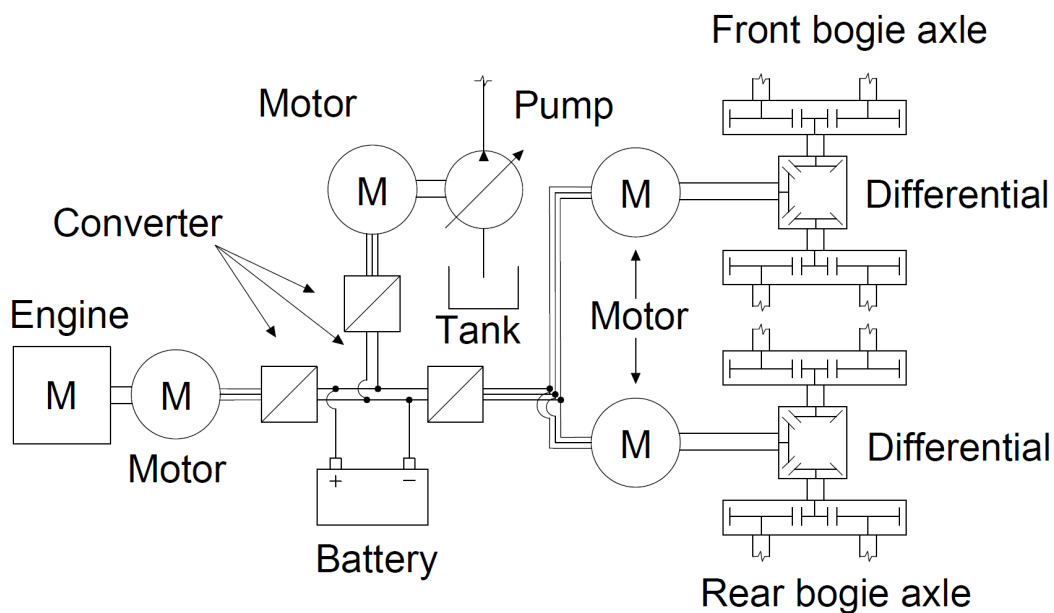 Front bogie axle
Motor
Pump
M
M
Differential
Converter
Engine
Tank
Motor
M
M
M
Differential
Motor
+ −
Battery
Rear bogie axle